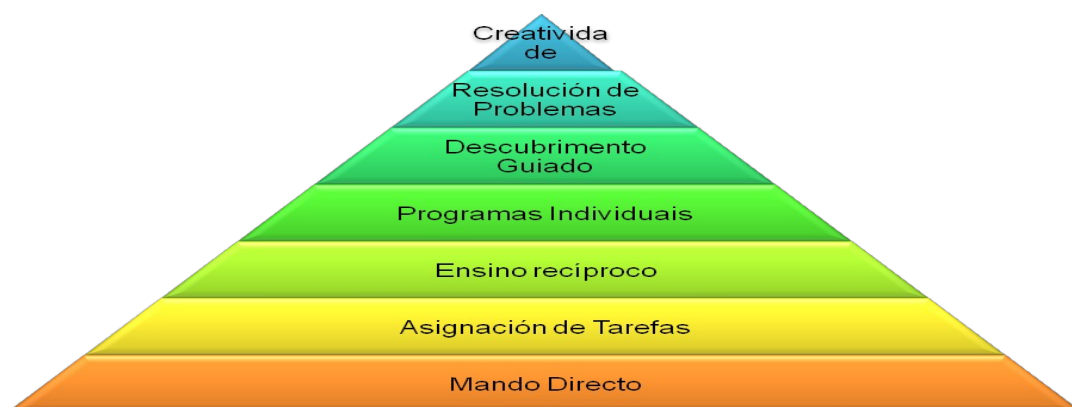 Creativida
de
Resolución de
Problemas
Descubrimento
Guiado
Programas Individuais
Ensino recíproco
Asignación de Tarefas
Mando Directo